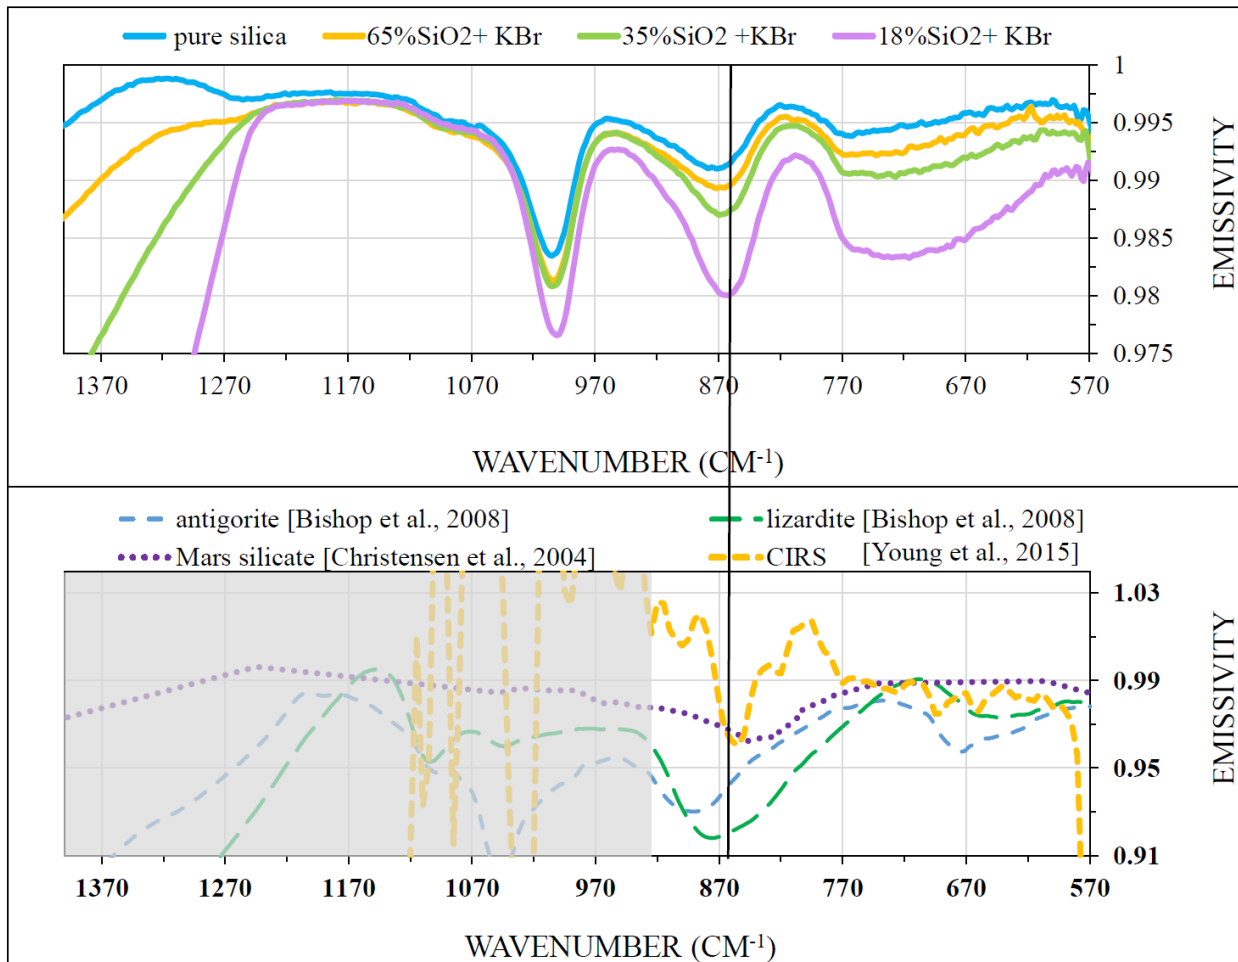 pure silica 65%SiO2+ KBr 35%SiO2 +KBr 18%SiO2+ KBr
1
0.995
0.99
0.985
0.98
0.975
EMISSIVITY
1370 1270 1170 1070 970 870 770 670 570
WAVENUMBER (CM⁻¹)
antigorite [Bishop et al., 2008] lizardite [Bishop et al., 2008]
Mars silicate [Christensen et al., 2004] CIRS [Young et al., 2015]
1.03
0.99
0.95
0.91
EMISSIVITY
1370 1270 1170 1070 970 870 770 670 570
WAVENUMBER (CM⁻¹)